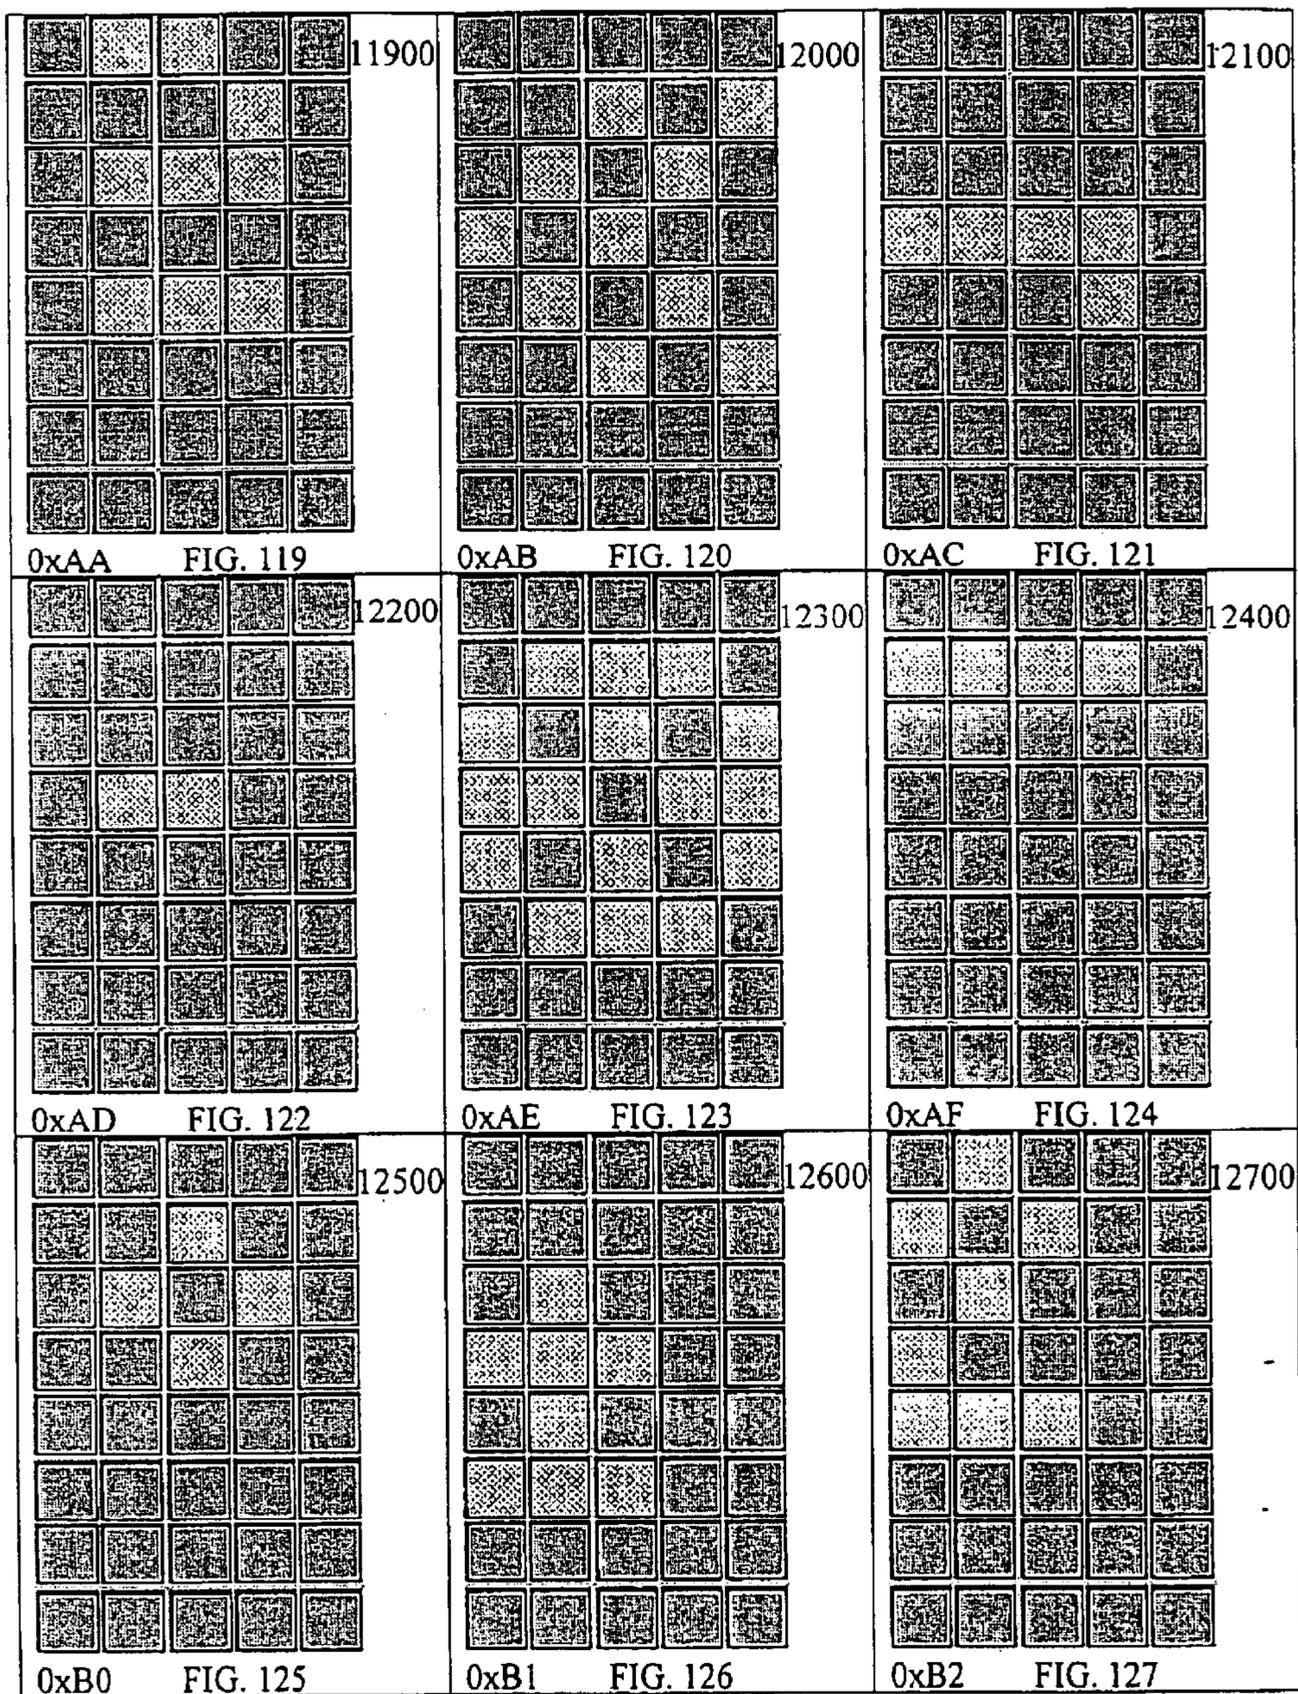 11900
12000
12100
0xAA FIG. 119
0xAB FIG. 120
0xAC FIG. 121
12200
12300
12400
0xAD FIG. 122
0xAE FIG. 123
0xAF FIG. 124
12500
12600
12700
0xB0 FIG. 125
0xB1 FIG. 126
0xB2 FIG. 127